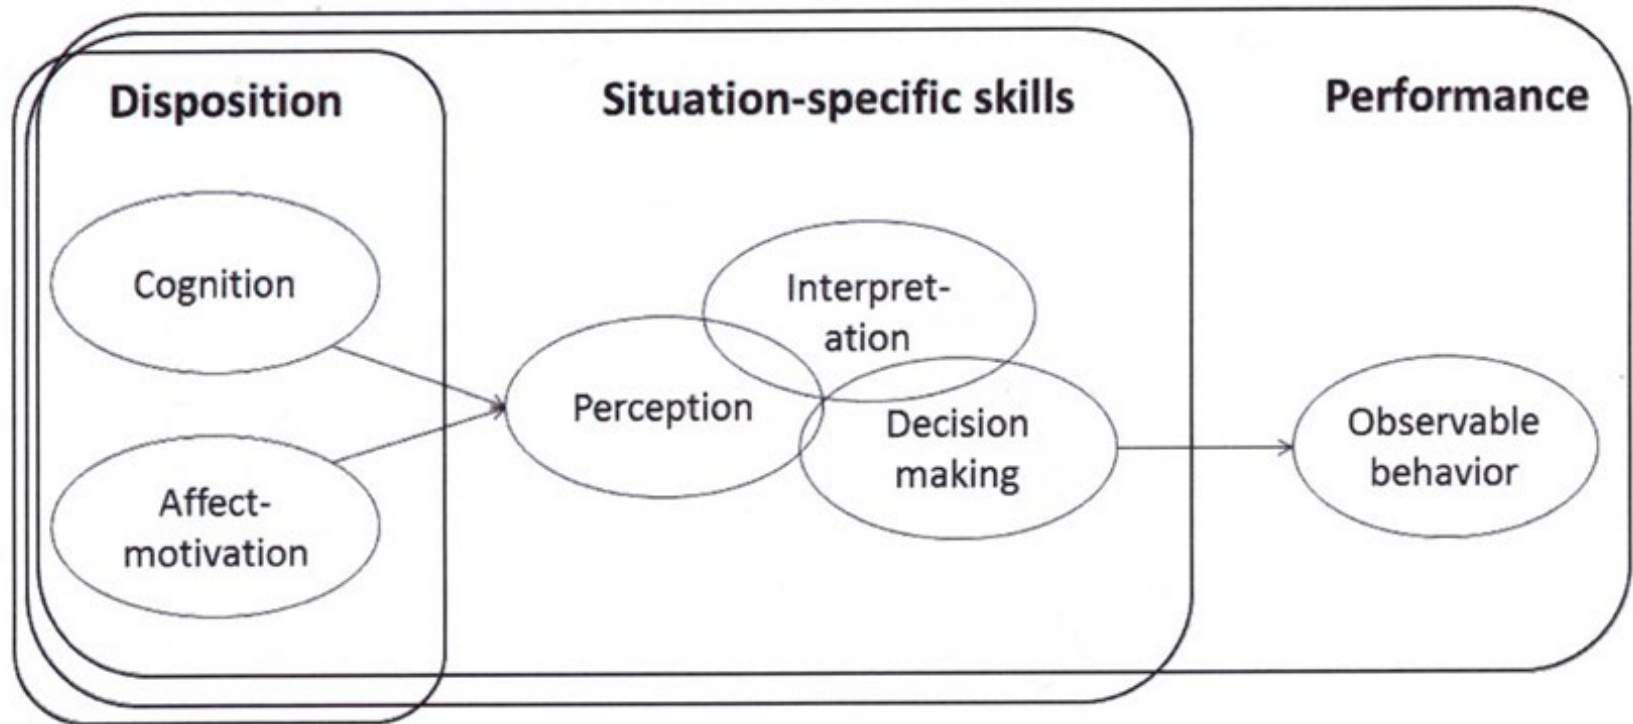 Disposition
Situation-specific skills
Performance
Cognition
Affect-
motivation
Perception
Interpret-
ation
Decision
making
Observable
behavior